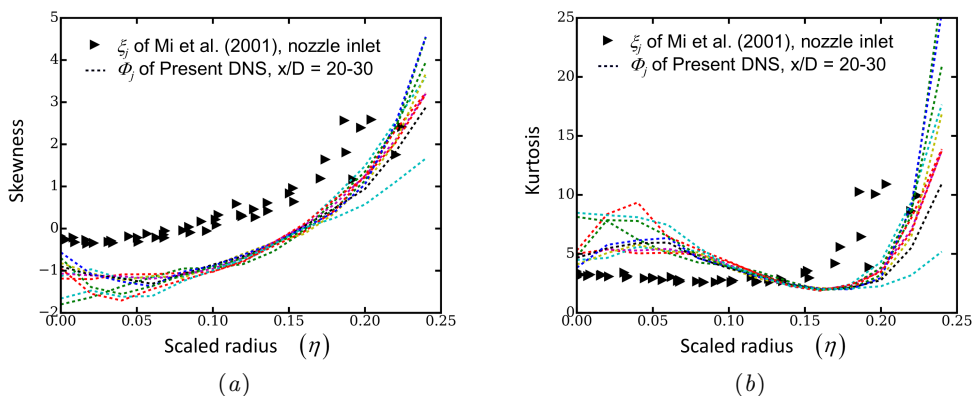 5
4
3
2
1
0
−1
−2
Skewness
ξj of Mi et al. (2001), nozzle inlet
Φj of Present DNS, x/D = 20-30
0.00 0.05 0.10 0.15 0.20 0.25
Scaled radius (η)
(a)
25
20
15
10
5
0
Kurtosis
ξj of Mi et al. (2001), nozzle inlet
Φj of Present DNS, x/D = 20-30
0.00 0.05 0.10 0.15 0.20 0.25
Scaled radius (η)
(b)